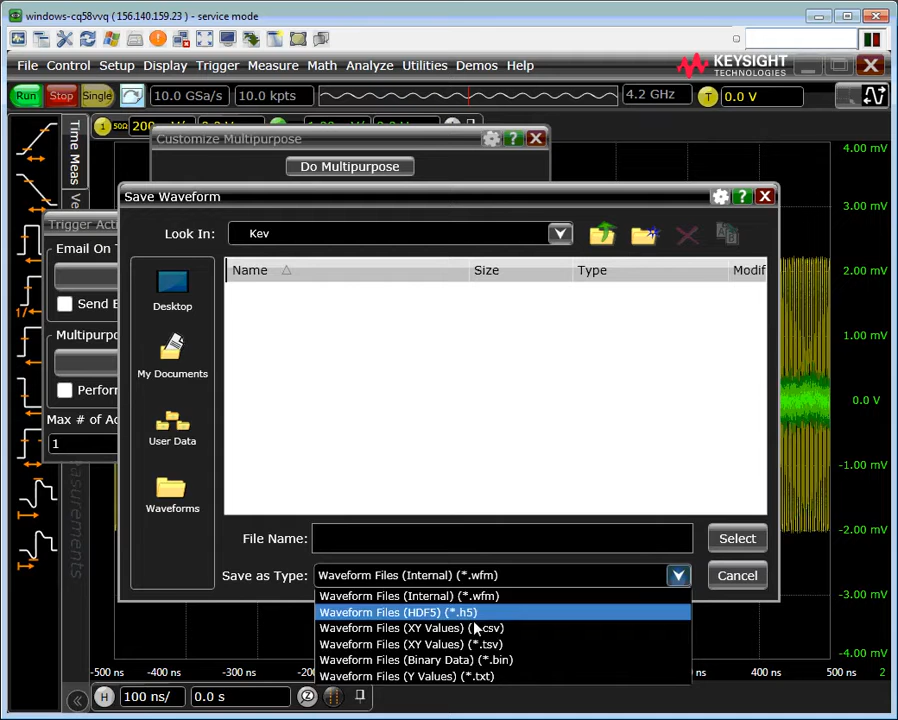 windows-cq58vvq (156.140.159.23) - service mode
File Control Setup Display Trigger Measure Math Analyze Utilities Demos Help
KEYSIGHT
TECHNOLOGIES
Run Stop Single 10.0 GSa/s 10.0 kpts 4.2 GHz T 0.0 V
1 50Ω
Customize Multipurpose
Do Multipurpose
Time Meas
4.00 mV
3.00 mV
2.00 mV
1.00 mV
0.0 V
-1.00 mV
-2.00 mV
-3.00 mV
-4.00 mV
Email On
Send
Perform
Max # of
1
Save Waveform
Look In: Kev
Name Size Type
Desktop
My Documents
User Data
Waveforms
File Name: Select
Save as Type: Waveform Files (Internal) (*.wfm) Cancel
Waveform Files (Internal) (*.wfm)
Waveform Files (HDF5) (*.h5)
Waveform Files (XY Values) (*.csv)
Waveform Files (XY Values) (*.tsv)
Waveform Files (Binary Data) (*.bin)
Waveform Files (Y Values) (*.txt)
-500 ns
300 ns 400 ns 500 ns 2
H 100 ns/ 0.0 s